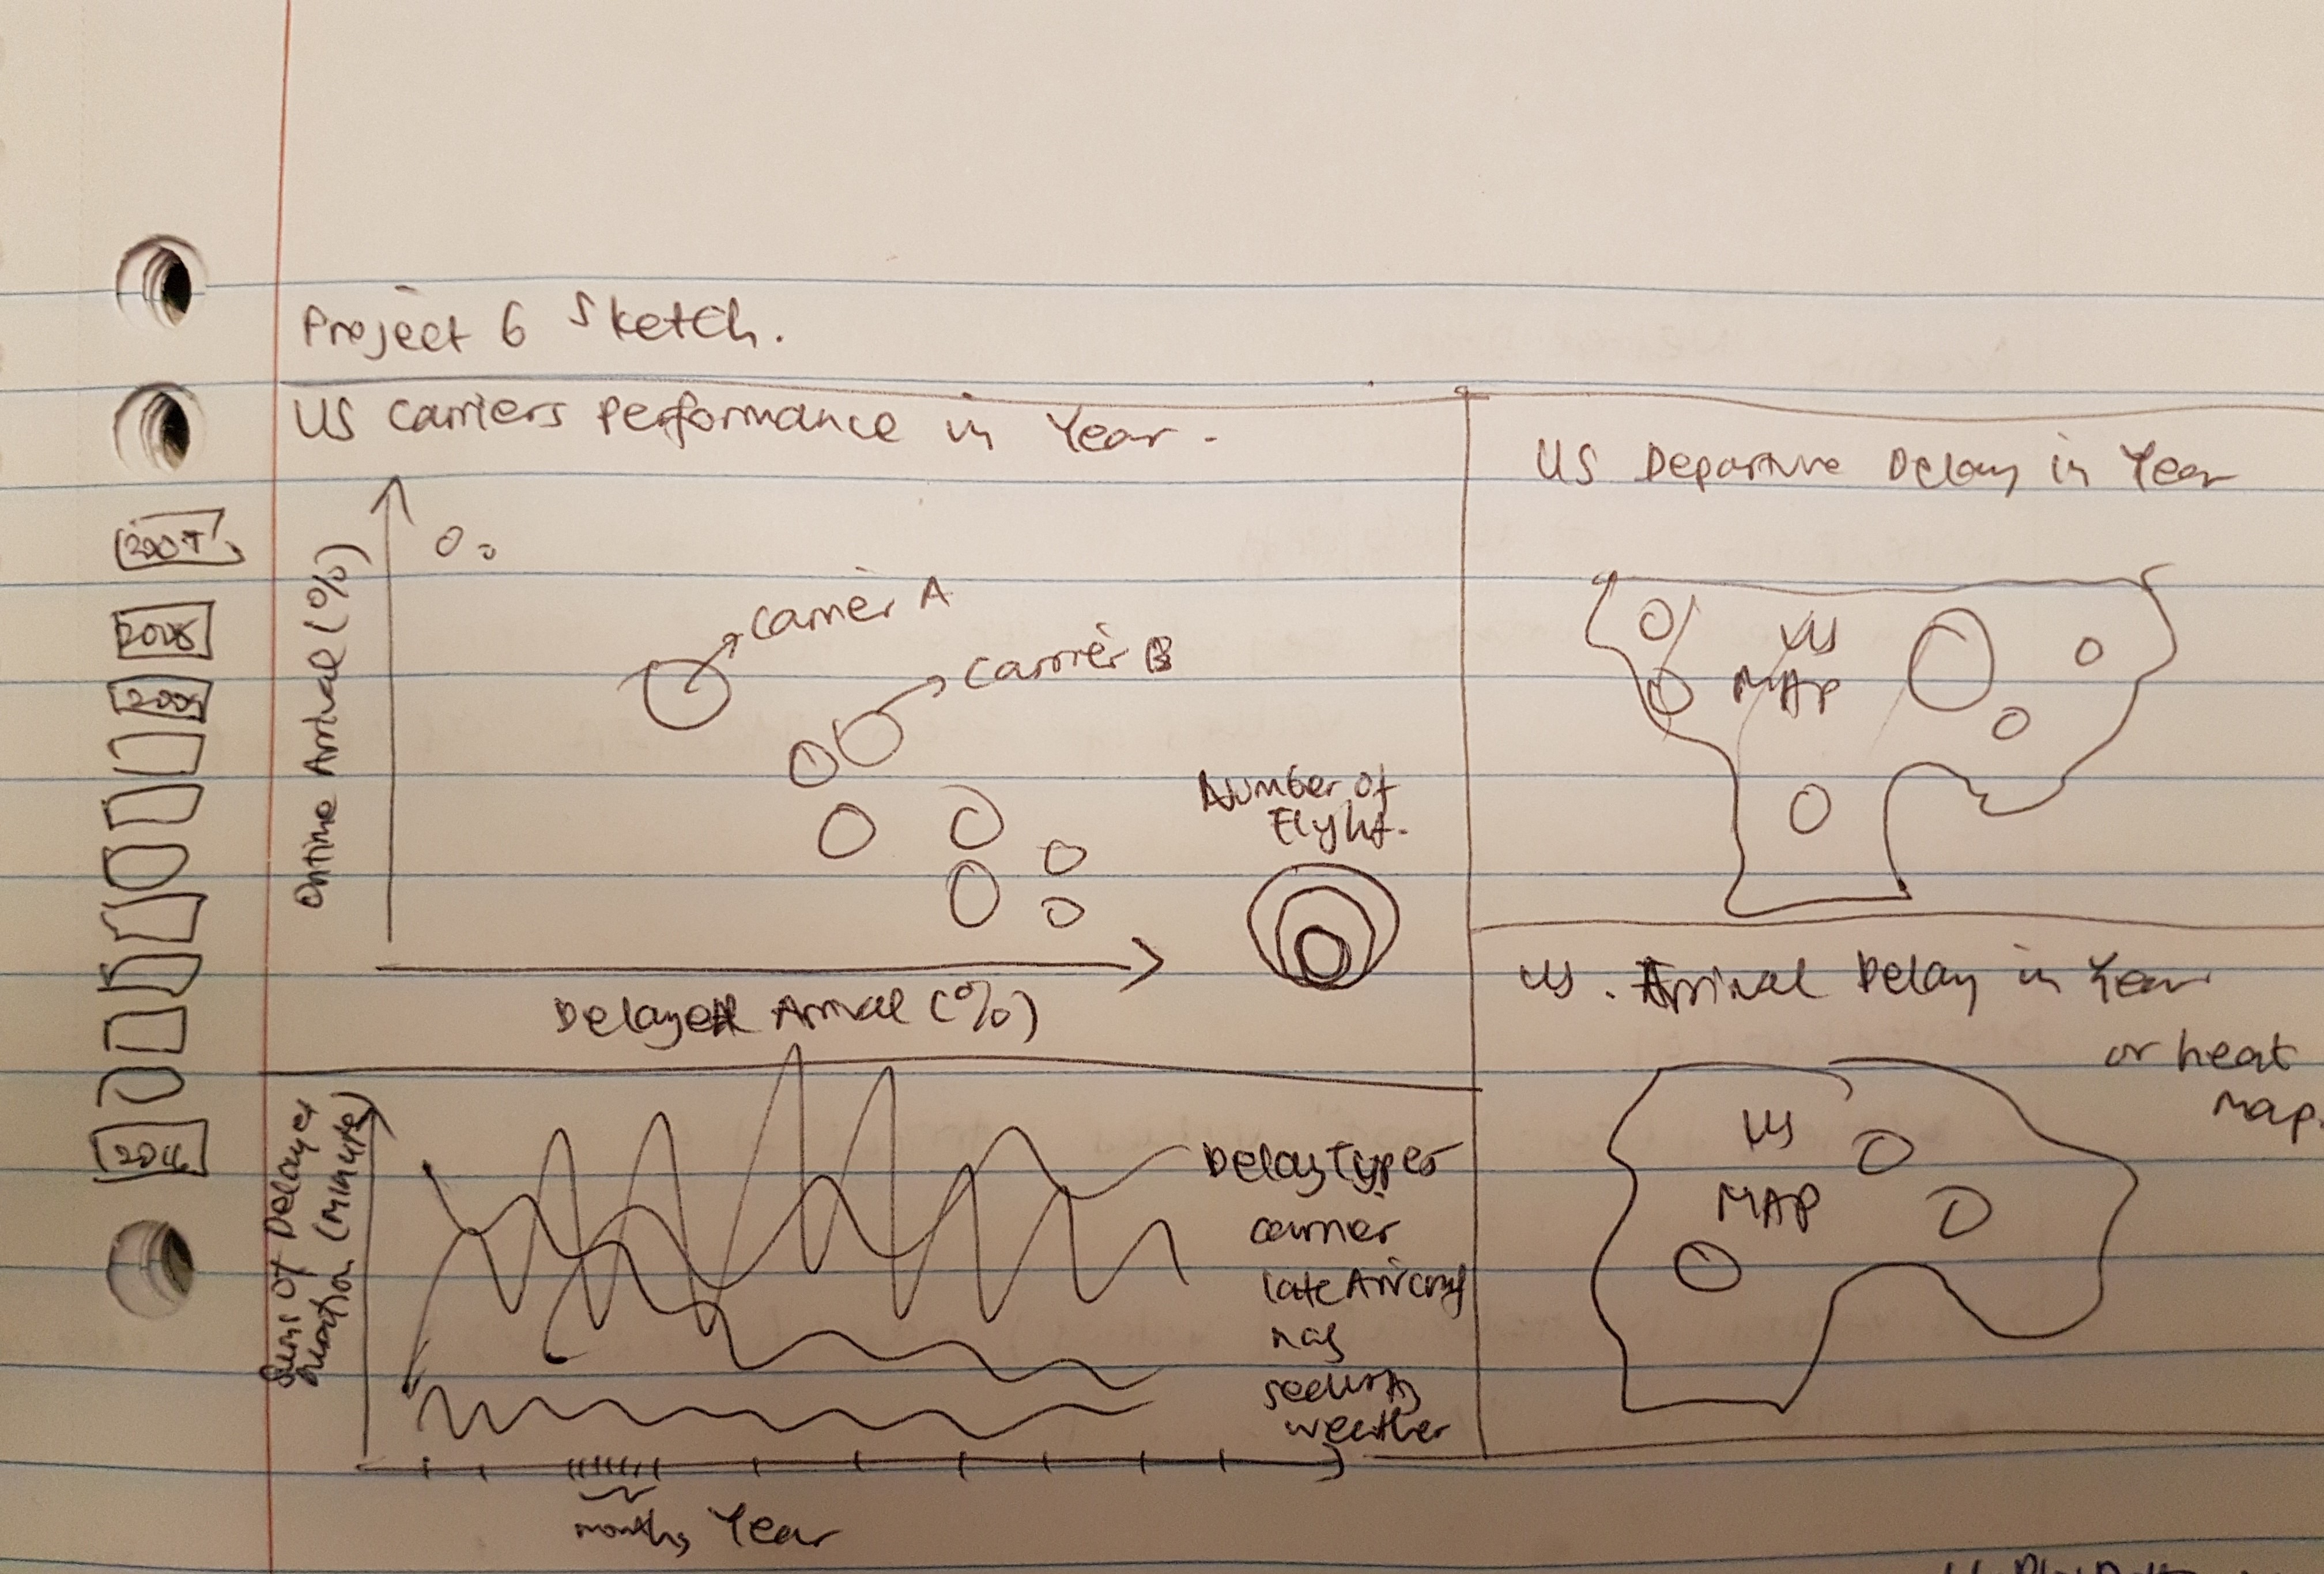 Project 6 Sketch.
US Carriers Performance in Year.
Ontime Arrival (%)
Carrier A
Carrier B
Number of
Flight.
Delayed Arrival (%)
2007
2008
2009
Sum of Delayed
Duration (Minute)
Delay Types
carrier
late Aircraft
nas
security
weather
months Year
US Departure Delay in Year
US
MAP
US. Arrival Delay in Year
or heat
map.
US
MAP